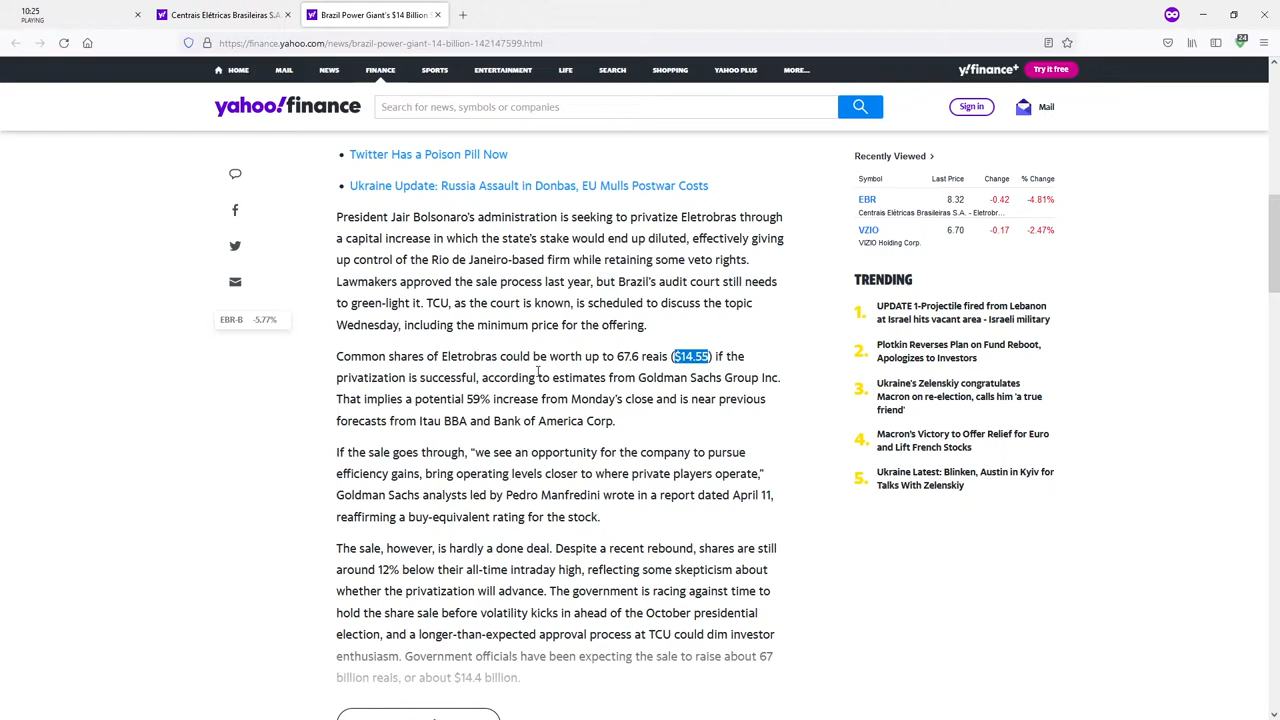 10:25
PLAYING
Centrais Elétricas Brasileiras S.A. -
Brazil Power Giant's $14 Billion
24
https://finance.yahoo.com/news/brazil-power-giant-14-billion-142147599.html
HOME MAIL NEWS FINANCE SPORTS ENTERTAINMENT LIFE SEARCH SHOPPING YAHOO PLUS MORE...
y!finance+ Try it free
yahoo!finance
Search for news, symbols or companies
Sign in
Mail
Twitter Has a Poison Pill Now
Ukraine Update: Russia Assault in Donbas, EU Mulls Postwar Costs
President Jair Bolsonaro's administration is seeking to privatize Eletrobras through
a capital increase in which the state's stake would end up diluted, effectively giving
up control of the Rio de Janeiro-based firm while retaining some veto rights.
Lawmakers approved the sale process last year, but Brazil's audit court still needs
to green-light it. TCU, as the court is known, is scheduled to discuss the topic
Wednesday, including the minimum price for the offering.
Common shares of Eletrobras could be worth up to 67.6 reais ($14.55) if the
privatization is successful, according to estimates from Goldman Sachs Group Inc.
That implies a potential 59% increase from Monday's close and is near previous
forecasts from Itau BBA and Bank of America Corp.
If the sale goes through, "we see an opportunity for the company to pursue
efficiency gains, bring operating levels closer to where private players operate,"
Goldman Sachs analysts led by Pedro Manfredini wrote in a report dated April 11,
reaffirming a buy-equivalent rating for the stock.
The sale, however, is hardly a done deal. Despite a recent rebound, shares are still
around 12% below their all-time intraday high, reflecting some skepticism about
whether the privatization will advance. The government is racing against time to
hold the share sale before volatility kicks in ahead of the October presidential
election, and a longer-than-expected approval process at TCU could dim investor
enthusiasm. Government officials have been expecting the sale to raise about 67
billion reais, or about $14.4 billion.
EBR-B -5.77%
Recently Viewed
Symbol Last Price Change % Change
EBR 8.32 -0.42 -4.81%
Centrais Elétricas Brasileiras S.A. - Eletrobr...
VZIO 6.70 -0.17 -2.47%
VIZIO Holding Corp.
TRENDING
1. UPDATE 1-Projectile fired from Lebanon
at Israel hits vacant area - Israeli military
2. Plotkin Reverses Plan on Fund Reboot,
Apologizes to Investors
3. Ukraine's Zelenskiy congratulates
Macron on re-election, calls him 'a true
friend'
4. Macron's Victory to Offer Relief for Euro
and Lift French Stocks
5. Ukraine Latest: Blinken, Austin in Kyiv for
Talks With Zelenskiy